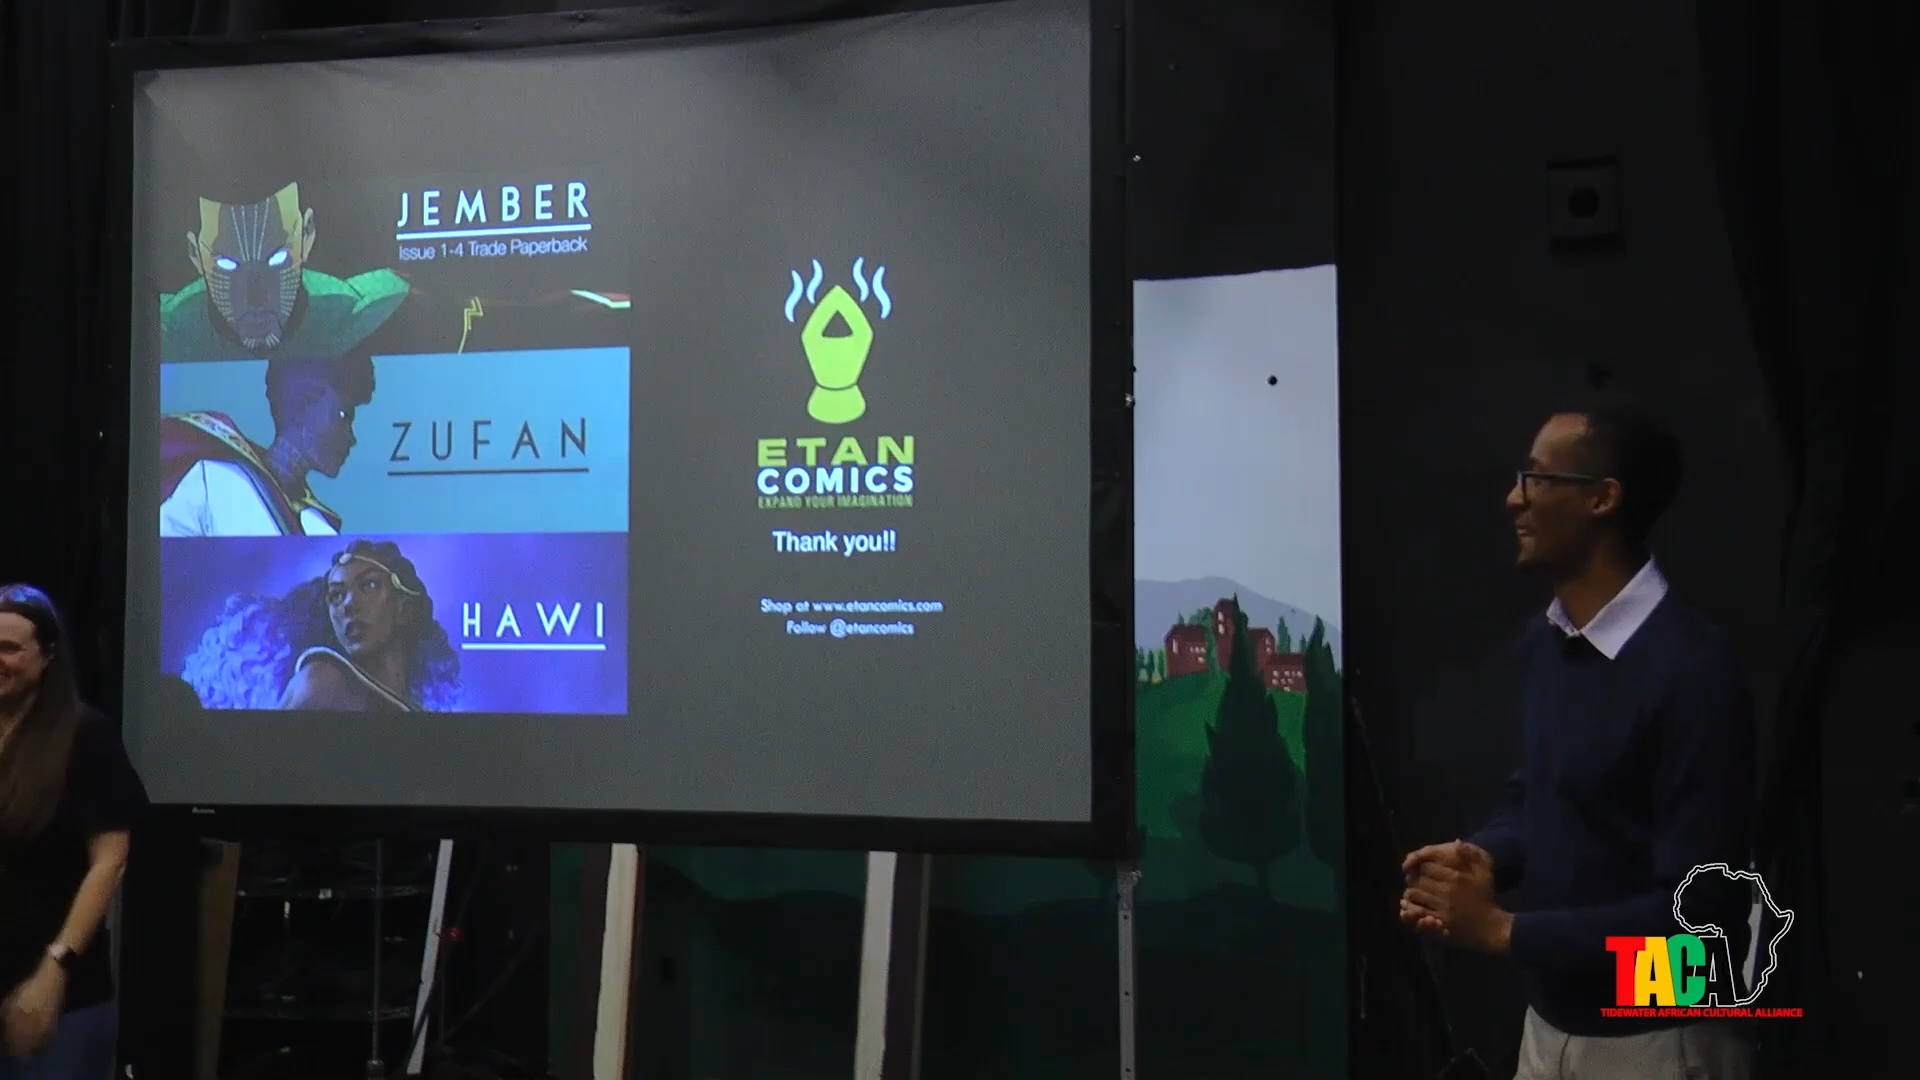 JEMBER
Issue 1-4 Trade Paperback
ZUFAN
HAWI
ETAN
COMICS
EXPAND YOUR IMAGINATION
Thank you!!
Shop at www.etancomics.com
Follow @etancomics
TACA
TIDEWATER AFRICAN CULTURAL ALLIANCE